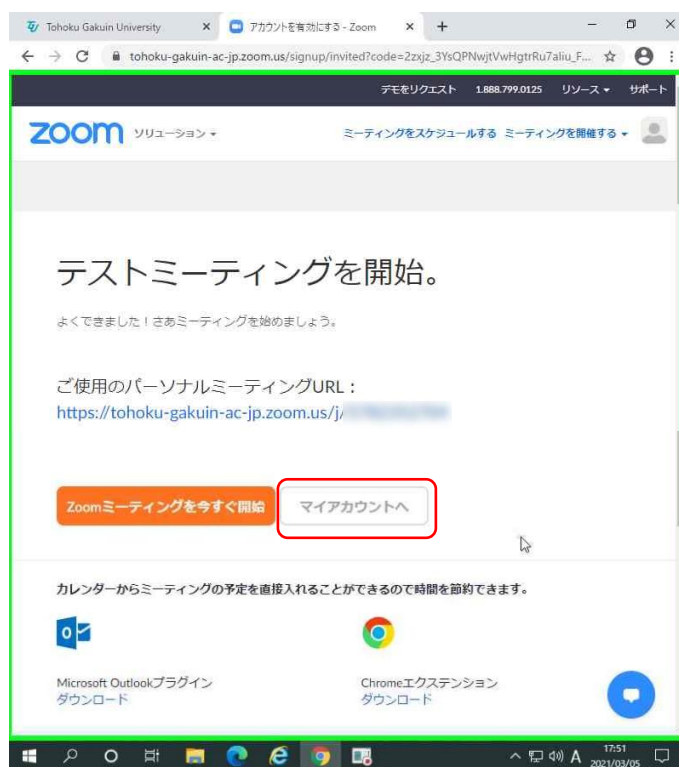 Tohoku Gakuin University
アカウントを有効にする - Zoom
tohoku-gakuin-ac-jp.zoom.us/signup/invited?code=2zxjz_3YsQPNwjtVwHgtrRu7aliu_F...
デモをリクエスト 1.888.799.0125 リソース サポート
zoom ソリューション ミーティングをスケジュールする ミーティングを開催する
テストミーティングを開始。
よくできました！さあミーティングを始めましょう。
ご使用のパーソナルミーティングURL：
https://tohoku-gakuin-ac-jp.zoom.us/j/
Zoomミーティングを今すぐ開始 マイアカウントへ
カレンダーからミーティングの予定を直接入れることができるので時間を節約できます。
Microsoft Outlookプラグイン
ダウンロード
Chromeエクステンション
ダウンロード
A 17:51
2021/03/05